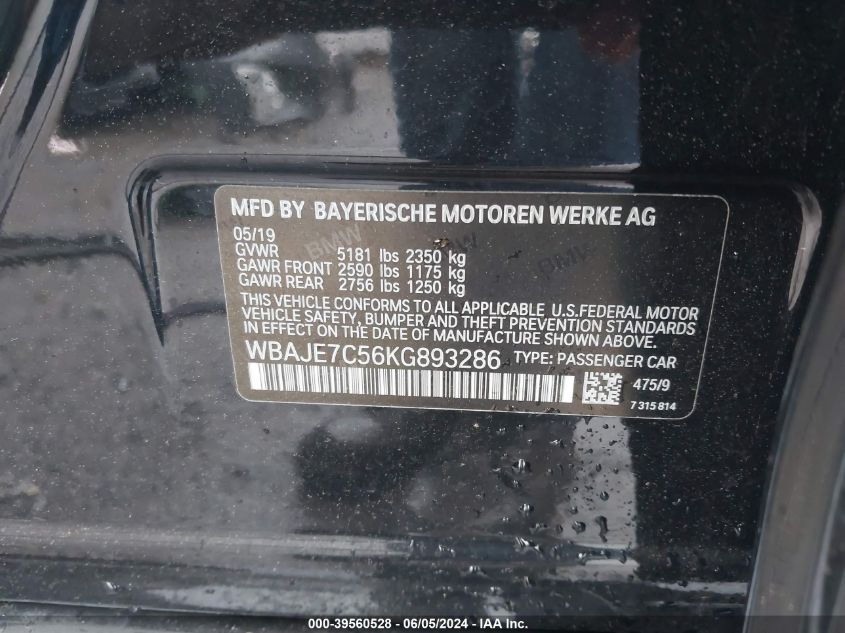 MFD BY BAYERISCHE MOTOREN WERKE AG
05/19
GVWR 5181 lbs 2350 kg
GAWR FRONT 2590 lbs 1175 kg
GAWR REAR 2756 lbs 1250 kg
THIS VEHICLE CONFORMS TO ALL APPLICABLE U.S.FEDERAL MOTOR
VEHICLE SAFETY, BUMPER AND THEFT PREVENTION STANDARDS
IN EFFECT ON THE DATE OF MANUFACTURE SHOWN ABOVE.
WBAJE7C56KG893286 TYPE: PASSENGER CAR
475/9
7 315 814
BMW
BMW
BMW
000-39560528 - 06/05/2024 - © IAA Inc.